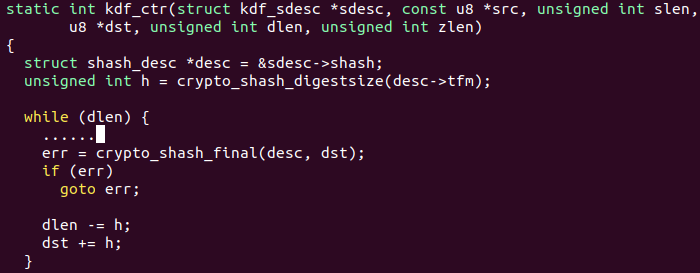 static int kdf_ctr(struct kdf_sdesc *sdesc, const u8 *src, unsigned int slen,
u8 *dst, unsigned int dlen, unsigned int zlen)
{
struct shash_desc *desc = &sdesc->shash;
unsigned int h = crypto_shash_digestsize(desc->tfm);
while (dlen) {
......
err = crypto_shash_final(desc, dst);
if (err)
goto err;
dlen -= h;
dst += h;
}